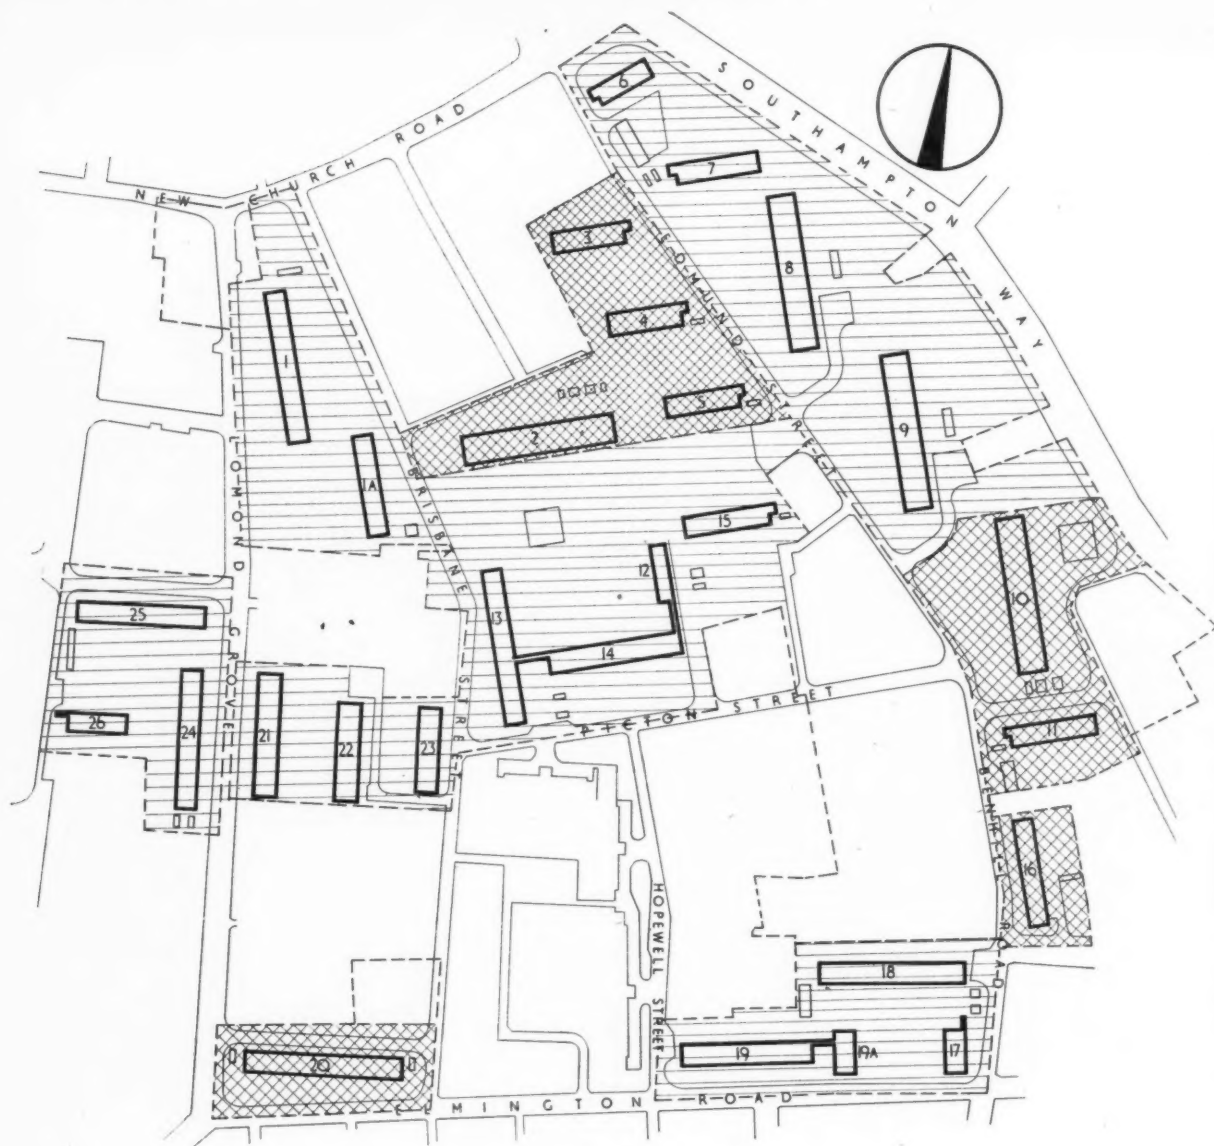 SOUTHAMPTON WAY
NEW CHURCH ROAD
6
7
3
EDMUND STREET
8
4
1
5
9
2
LOMOND GROVE
1A
BRISBANE STREET
15
10
12
13
14
25
26
24
21
22
23
PICTON STREET
11
BENHILL ROAD
16
HOPEWELL STREET
18
19
19A
17
20
ELMINGTON ROAD